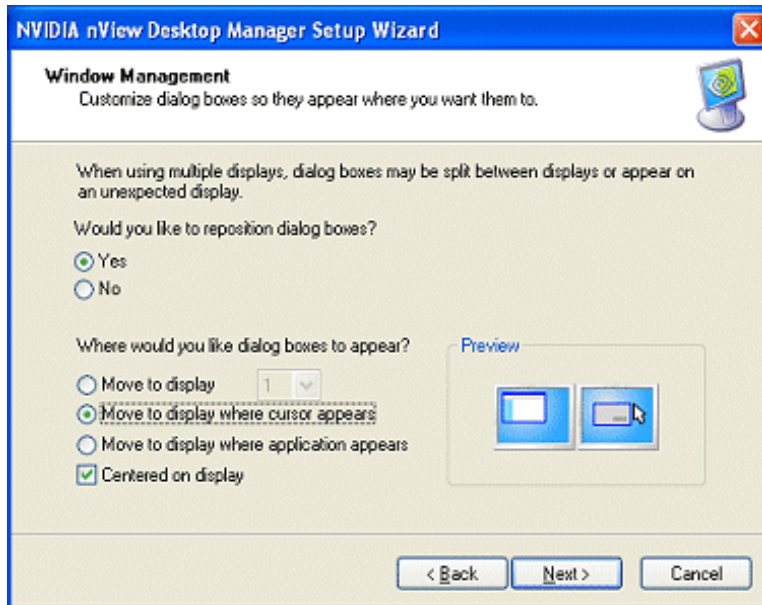 NVIDIA nView Desktop Manager Setup Wizard
Window Management
Customize dialog boxes so they appear where you want them to.
When using multiple displays, dialog boxes may be split between displays or appear on
an unexpected display.
Would you like to reposition dialog boxes?
Yes
No
Where would you like dialog boxes to appear?
Preview
Move to display 1
Move to display where cursor appears
Move to display where application appears
Centered on display
< Back Next > Cancel